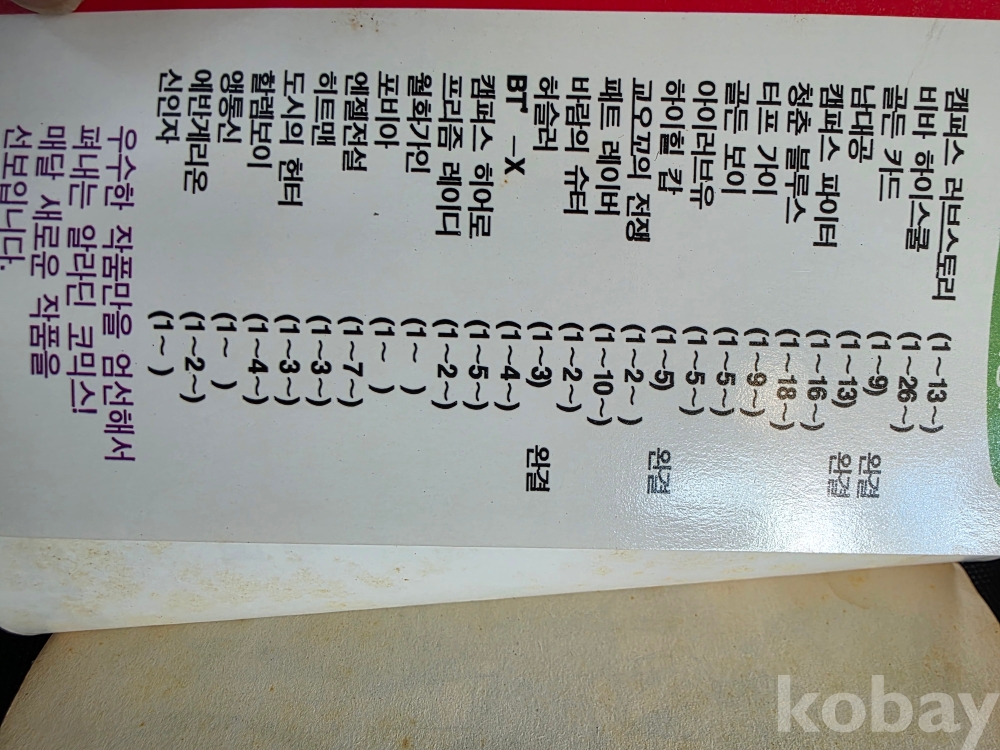 캠퍼스 러브스토리 (1~13~)
비바 하이스쿨 (1~26~)
골든 카드 (1~9) 완결
남대공 (1~13) 완결
캠퍼스 파이터 (1~16~)
청춘 블루스 (1~18~)
터프 가이 (1~9~)
골든 보이 (1~5~)
아이러브유 (1~5~)
하이힐 캅 (1~5) 완결
교오꼬의 전쟁 (1~2~)
패트 레이버 (1~10~)
바람의 슈터 (1~2~)
허슬러 (1~3) 완결
BT -X (1~4~)
캠퍼스 히어로 (1~5~)
프리즘 레이디 (1~2~)
월화가인 (1~ )
포비아 (1~ )
엔젤전설 (1~7~)
히트맨 (1~3~)
도시의 헌터 (1~3~)
할렘보이 (1~4~)
앵통신 (1~ )
에반게리온 (1~2~)
신인자 (1~ )
우수한 작품만을 엄선해서
펴내는 알라딘 코믹스!
매달 새로운 작품을
선보입니다.
kobay